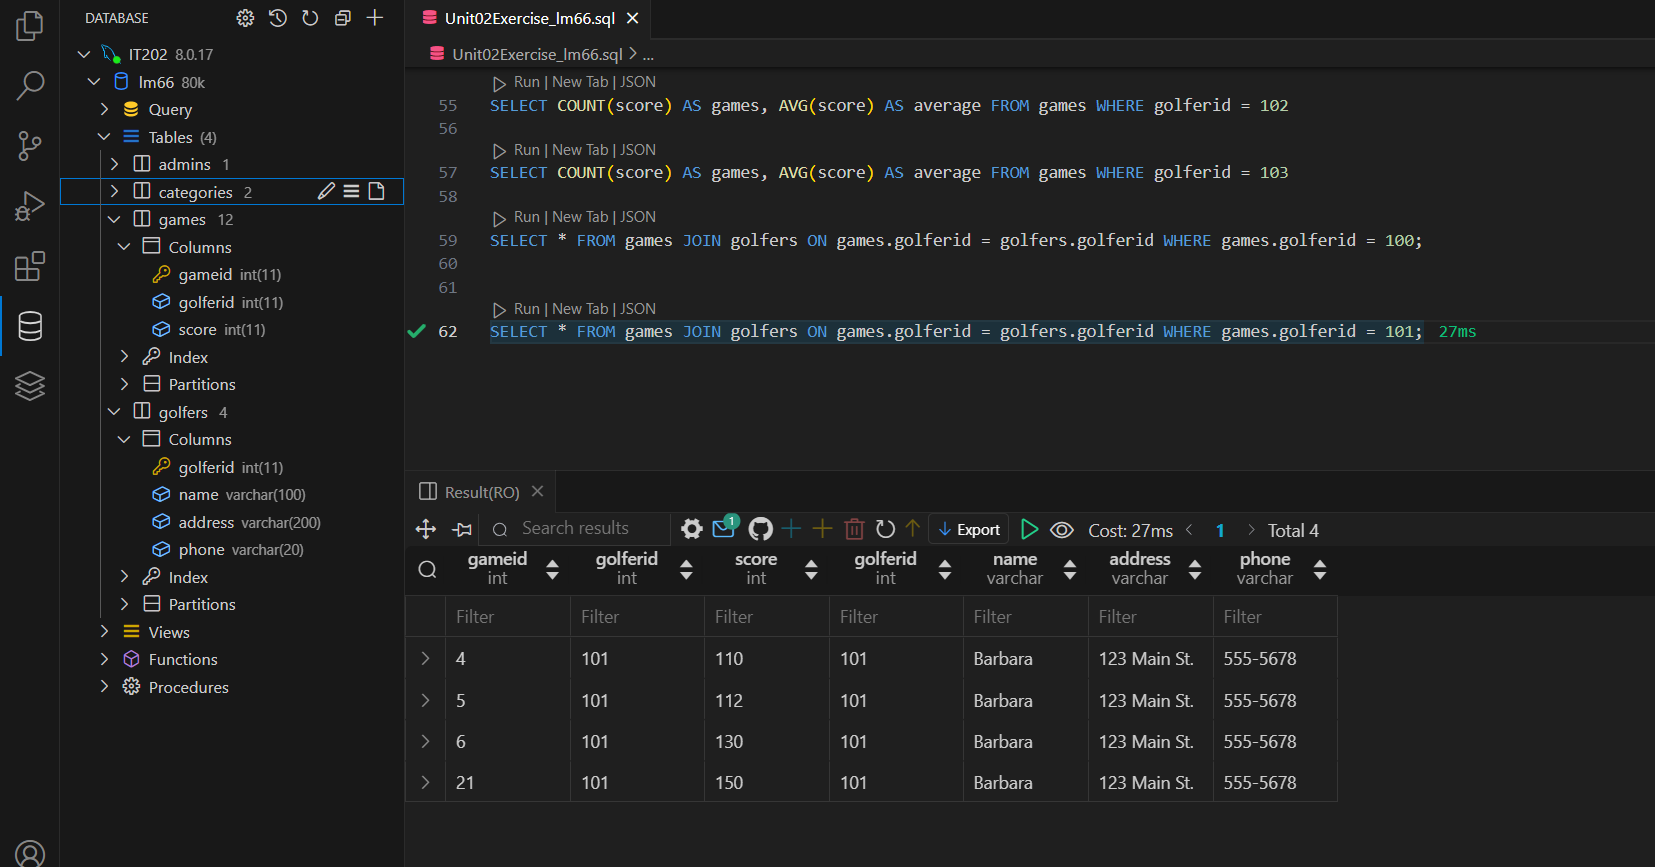 DATABASE
IT202 8.0.17
lm66 80k
Query
Tables (4)
admins 1
categories 2
games 12
Columns
gameid int(11)
golferid int(11)
score int(11)
Index
Partitions
golfers 4
Columns
golferid int(11)
name varchar(100)
address varchar(200)
phone varchar(20)
Index
Partitions
Views
Functions
Procedures
Unit02Exercise_lm66.sql
Unit02Exercise_lm66.sql > ...
Run | New Tab | JSON
55 SELECT COUNT(score) AS games, AVG(score) AS average FROM games WHERE golferid = 102
56
Run | New Tab | JSON
57 SELECT COUNT(score) AS games, AVG(score) AS average FROM games WHERE golferid = 103
58
Run | New Tab | JSON
59 SELECT * FROM games JOIN golfers ON games.golferid = golfers.golferid WHERE games.golferid = 100;
60
61
Run | New Tab | JSON
62 SELECT * FROM games JOIN golfers ON games.golferid = golfers.golferid WHERE games.golferid = 101; 27ms
Result(RO)
Search results 1 Export Cost: 27ms < 1 > Total 4
gameid golferid score golferid name address phone
int int int int varchar varchar varchar
Filter Filter Filter Filter Filter Filter Filter
4 101 110 101 Barbara 123 Main St. 555-5678
5 101 112 101 Barbara 123 Main St. 555-5678
6 101 130 101 Barbara 123 Main St. 555-5678
21 101 150 101 Barbara 123 Main St. 555-5678